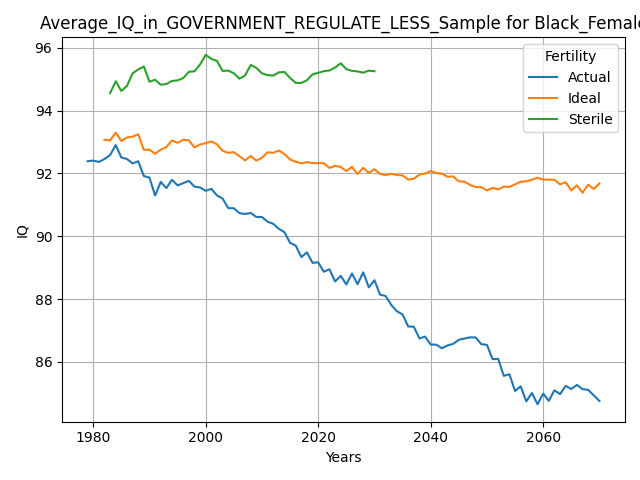 Average_IQ_in_GOVERNMENT_REGULATE_LESS_Sample for Black_Female
Fertility
Actual
Ideal
Sterile
96
94
92
90
88
86
IQ
1980
2000
2020
2040
2060
Years